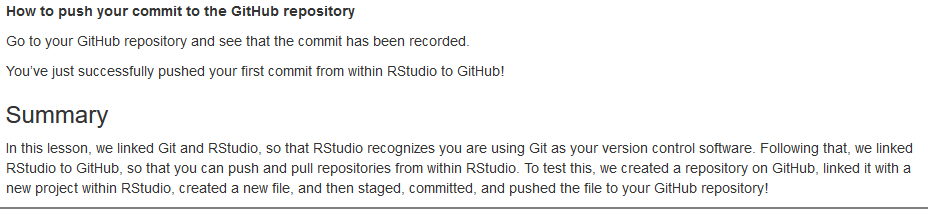 How to push your commit to the GitHub repository
Go to your GitHub repository and see that the commit has been recorded.
You've just successfully pushed your first commit from within RStudio to GitHub!
Summary
In this lesson, we linked Git and RStudio, so that RStudio recognizes you are using Git as your version control software. Following that, we linked
RStudio to GitHub, so that you can push and pull repositories from within RStudio. To test this, we created a repository on GitHub, linked it with a
new project within RStudio, created a new file, and then staged, committed, and pushed the file to your GitHub repository!